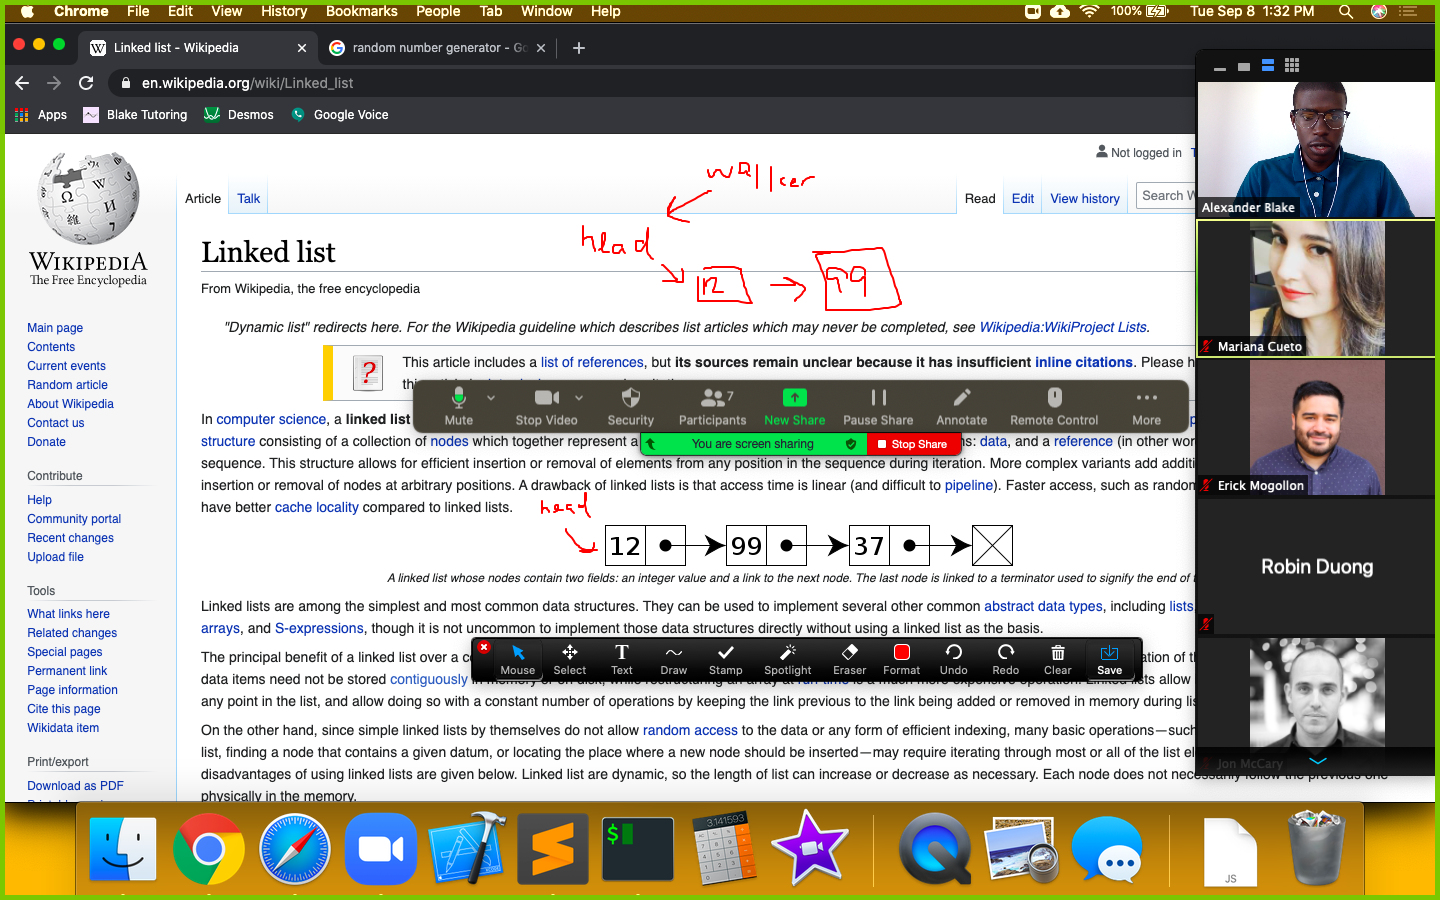 Chrome File Edit View History Bookmarks People Tab Window Help 100% Tue Sep 8 1:32 PM
Linked list - Wikipedia random number generator - Go
en.wikipedia.org/wiki/Linked_list
Apps Blake Tutoring Desmos Google Voice
Not logged in T
Article Talk Read Edit View history Search W
walker
head
12 99
WIKIPEDIA
The Free Encyclopedia
Main page
Contents
Current events
Random article
About Wikipedia
Contact us
Donate
Contribute
Help
Community portal
Recent changes
Upload file
Tools
What links here
Related changes
Special pages
Permanent link
Page information
Cite this page
Wikidata item
Print/export
Download as PDF
Linked list
From Wikipedia, the free encyclopedia
"Dynamic list" redirects here. For the Wikipedia guideline which describes list articles which may never be completed, see Wikipedia:WikiProject Lists.
This article includes a list of references, but its sources remain unclear because it has insufficient inline citations. Please h
Mute Stop Video Security Participants 7 New Share Pause Share Annotate Remote Control More
You are screen sharing Stop Share
In computer science, a linked list
structure consisting of a collection of nodes which together represent a ns: data, and a reference (in other wor
sequence. This structure allows for efficient insertion or removal of elements from any position in the sequence during iteration. More complex variants add additi
insertion or removal of nodes at arbitrary positions. A drawback of linked lists is that access time is linear (and difficult to pipeline). Faster access, such as random
have better cache locality compared to linked lists.
head
12 99 37
A linked list whose nodes contain two fields: an integer value and a link to the next node. The last node is linked to a terminator used to signify the end of t
Linked lists are among the simplest and most common data structures. They can be used to implement several other common abstract data types, including lists
arrays, and S-expressions, though it is not uncommon to implement those data structures directly without using a linked list as the basis.
Mouse Select Text Draw Stamp Spotlight Eraser Format Undo Redo Clear Save
The principal benefit of a linked list over a co ation of th
data items need not be stored contiguously
any point in the list, and allow doing so with a constant number of operations by keeping the link previous to the link being added or removed in memory during lis
On the other hand, since simple linked lists by themselves do not allow random access to the data or any form of efficient indexing, many basic operations—such
list, finding a node that contains a given datum, or locating the place where a new node should be inserted—may require iterating through most or all of the list el
disadvantages of using linked lists are given below. Linked list are dynamic, so the length of list can increase or decrease as necessary. Each node does not necessarily follow the previous one
physically in the memory.
Alexander Blake
Mariana Cueto
Erick Mogollon
Robin Duong
Jon McCary
$
3.141593
JS